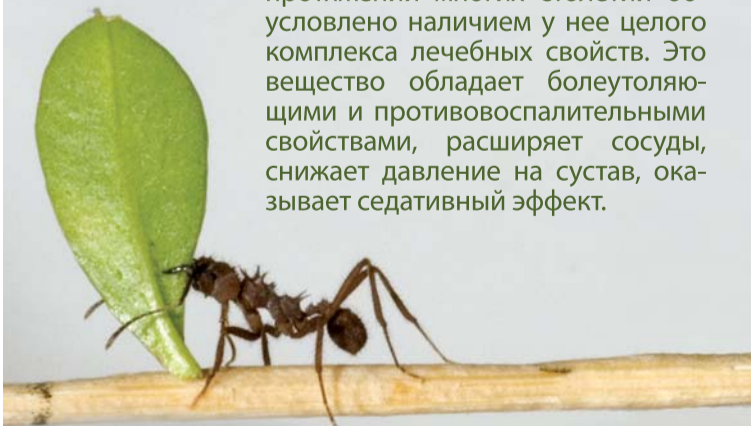 условлено наличием у нее целого
комплекса лечебных свойств. Это
вещество обладает болеутоляю-
щими и противовоспалительными
свойствами, расширяет сосуды,
снижает давление на сустав, ока-
зывает седативный эффект.